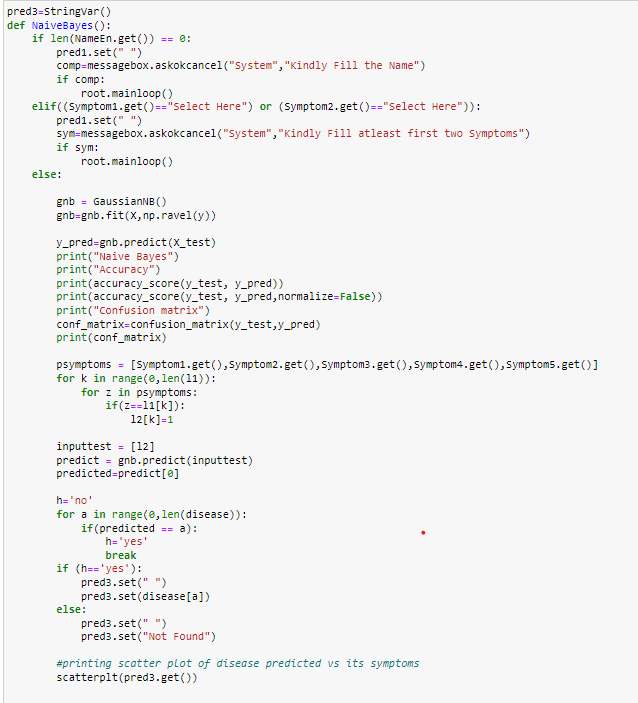 pred3=StringVar()
def NaiveBayes():
    if len(NameEn.get()) == 0:
        pred1.set(" ")
        comp=messagebox.askokcancel("System","Kindly Fill the Name")
        if comp:
            root.mainloop()
    elif((Symptom1.get()=="Select Here") or (Symptom2.get()=="Select Here")):
        pred1.set(" ")
        sym=messagebox.askokcancel("System","Kindly Fill atleast first two Symptoms")
        if sym:
            root.mainloop()
    else:

        gnb = GaussianNB()
        gnb=gnb.fit(X,np.ravel(y))

        y_pred=gnb.predict(X_test)
        print("Naive Bayes")
        print("Accuracy")
        print(accuracy_score(y_test, y_pred))
        print(accuracy_score(y_test, y_pred,normalize=False))
        print("Confusion matrix")
        conf_matrix=confusion_matrix(y_test,y_pred)
        print(conf_matrix)

        psymptoms = [Symptom1.get(),Symptom2.get(),Symptom3.get(),Symptom4.get(),Symptom5.get()]
        for k in range(0,len(l1)):
            for z in psymptoms:
                if(z==l1[k]):
                    l2[k]=1

        inputtest = [l2]
        predict = gnb.predict(inputtest)
        predicted=predict[0]

        h='no'
        for a in range(0,len(disease)):
            if(predicted == a):
                h='yes'
                break
        if (h=='yes'):
            pred3.set(" ")
            pred3.set(disease[a])
        else:
            pred3.set(" ")
            pred3.set("Not Found")

        #printing scatter plot of disease predicted vs its symptoms
        scatterplt(pred3.get())